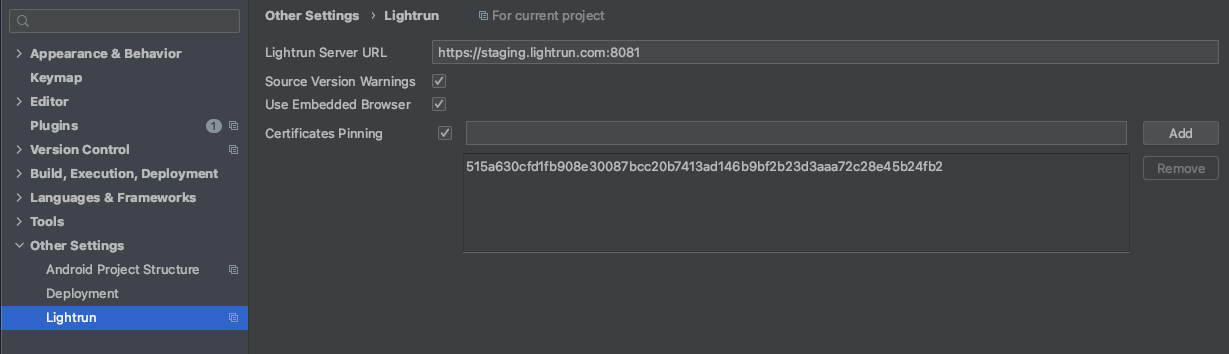 Appearance & Behavior
Keymap
Editor
Plugins 1
Version Control
Build, Execution, Deployment
Languages & Frameworks
Tools
Other Settings
Android Project Structure
Deployment
Lightrun
Other Settings › Lightrun For current project
Lightrun Server URL https://staging.lightrun.com:8081
Source Version Warnings
Use Embedded Browser
Certificates Pinning Add
515a630cfd1fb908e30087bcc20b7413ad146b9bf2b23d3aaa72c28e45b24fb2
Remove